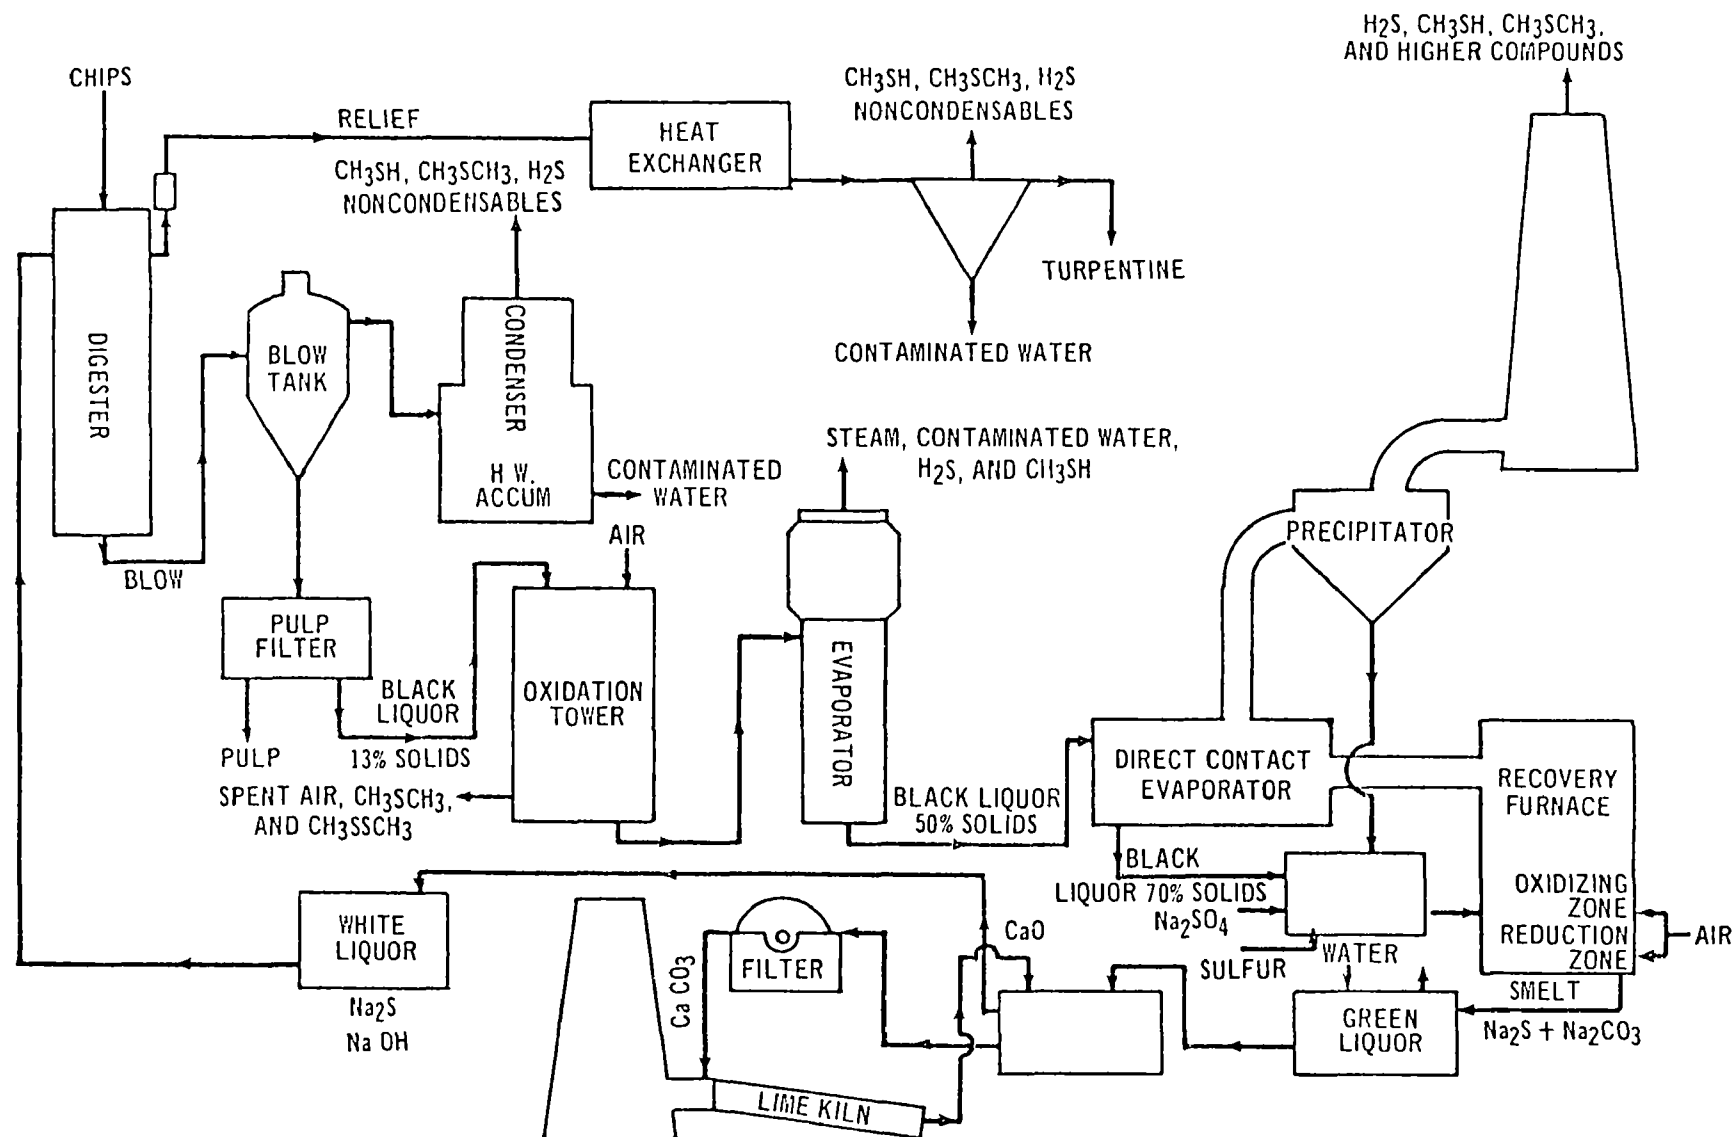 H2S, CH3SH, CH3SCH3,
AND HIGHER COMPOUNDS
CHIPS
CH3SH, CH3SCH3, H2S
NONCONDENSABLES
RELIEF
HEAT
EXCHANGER
CH3SH, CH3SCH3, H2S
NONCONDENSABLES
TURPENTINE
CONTAMINATED WATER
DIGESTER
BLOW
TANK
CONDENSER
H W.
ACCUM
CONTAMINATED
WATER
STEAM, CONTAMINATED WATER,
H2S, AND CH3SH
PRECIPITATOR
AIR
BLOW
PULP
FILTER
BLACK
LIQUOR
13% SOLIDS
PULP
OXIDATION
TOWER
SPENT AIR, CH3SCH3,
AND CH3SSCH3
EVAPORATOR
BLACK LIQUOR
50% SOLIDS
DIRECT CONTACT
EVAPORATOR
RECOVERY
FURNACE
OXIDIZING
ZONE
REDUCTION
ZONE
AIR
BLACK
LIQUOR 70% SOLIDS
Na2SO4
SULFUR
WATER
SMELT
Na2S + Na2CO3
GREEN
LIQUOR
CaO
FILTER
CaCO3
LIME KILN
WHITE
LIQUOR
Na2S
Na OH